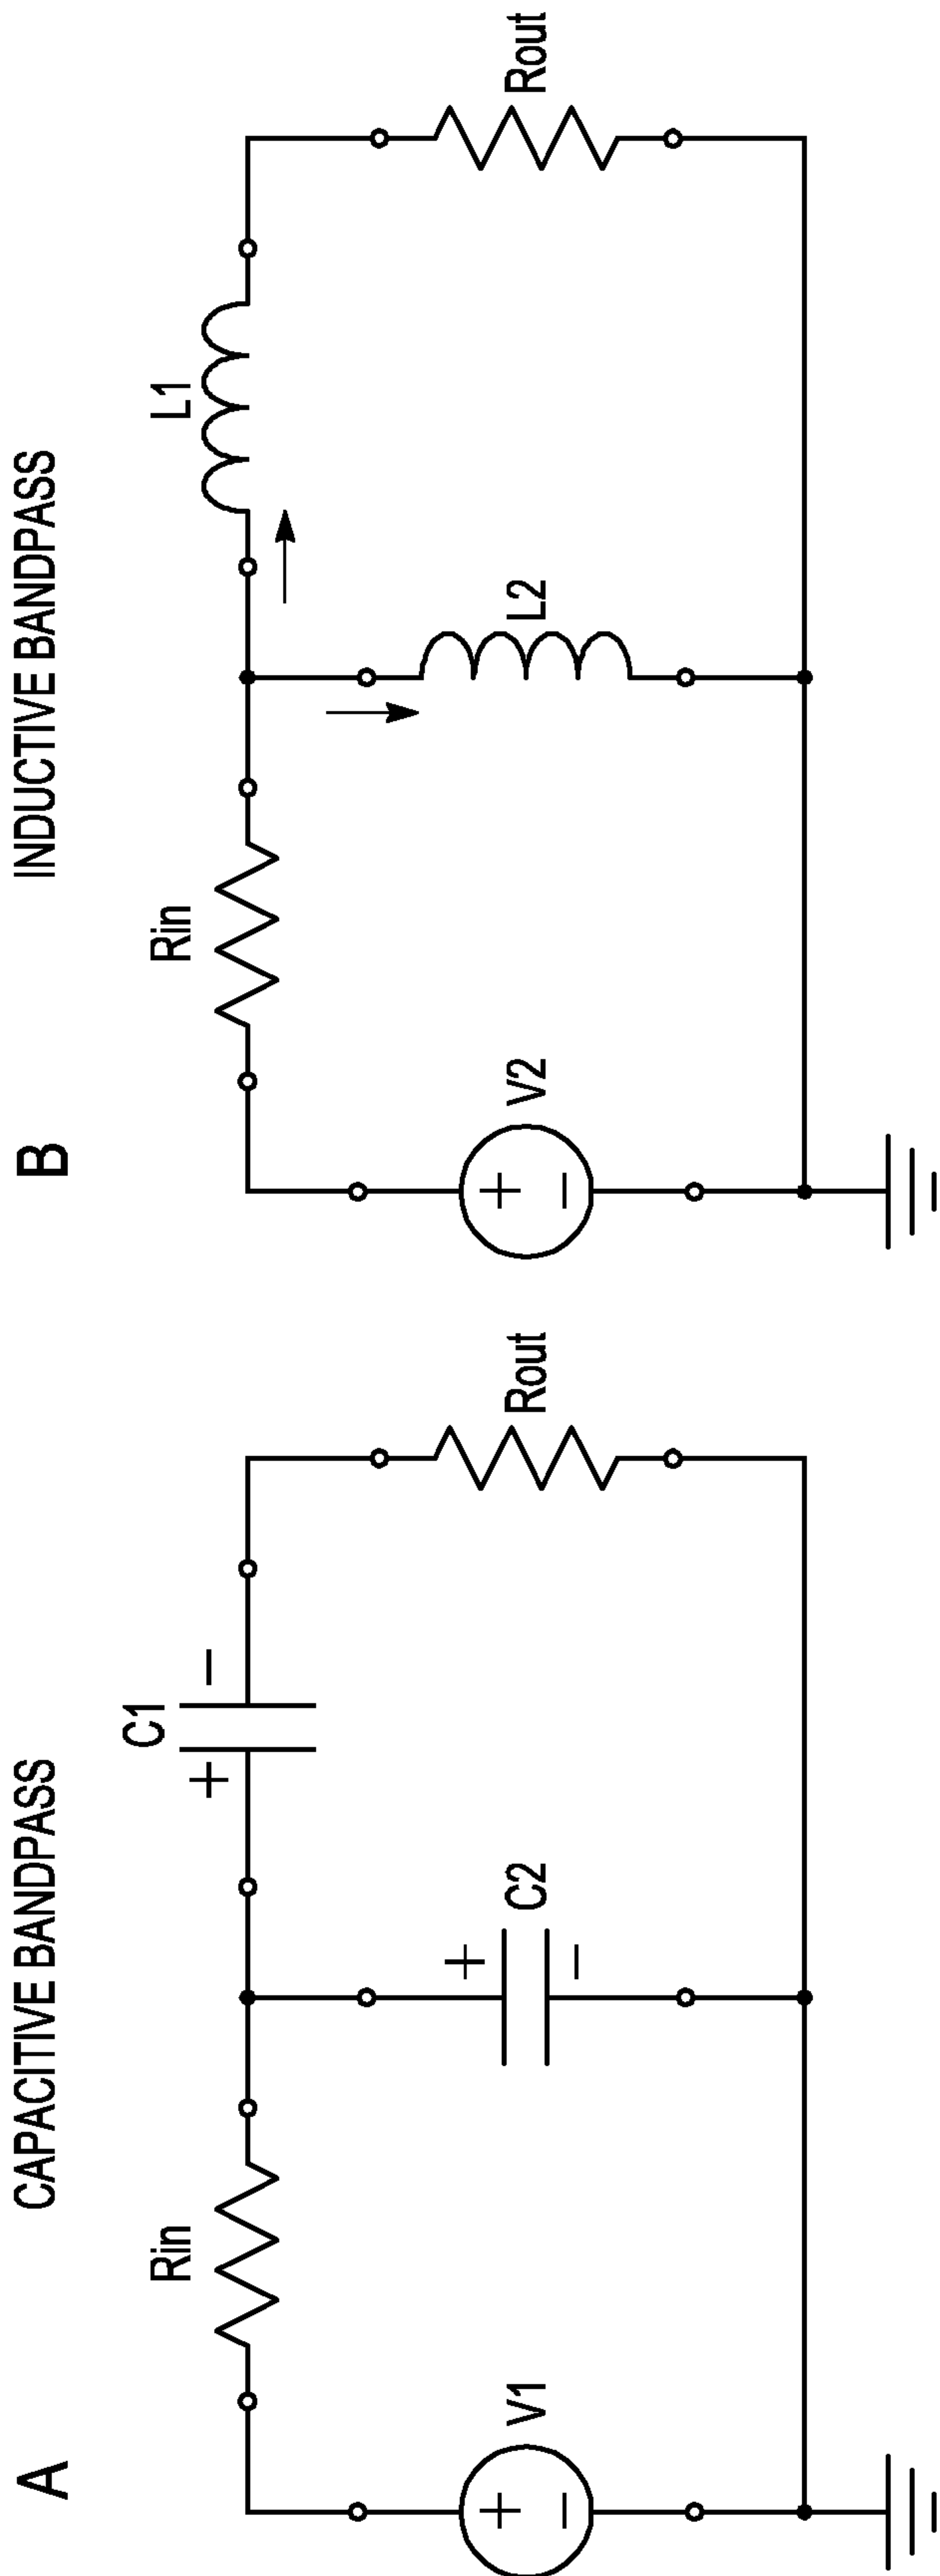 A
CAPACITIVE BANDPASS
Rin
+ C1 −
V1
+
−
+
C2
−
Rout
B
INDUCTIVE BANDPASS
Rin
L1
V2
+
−
L2
Rout